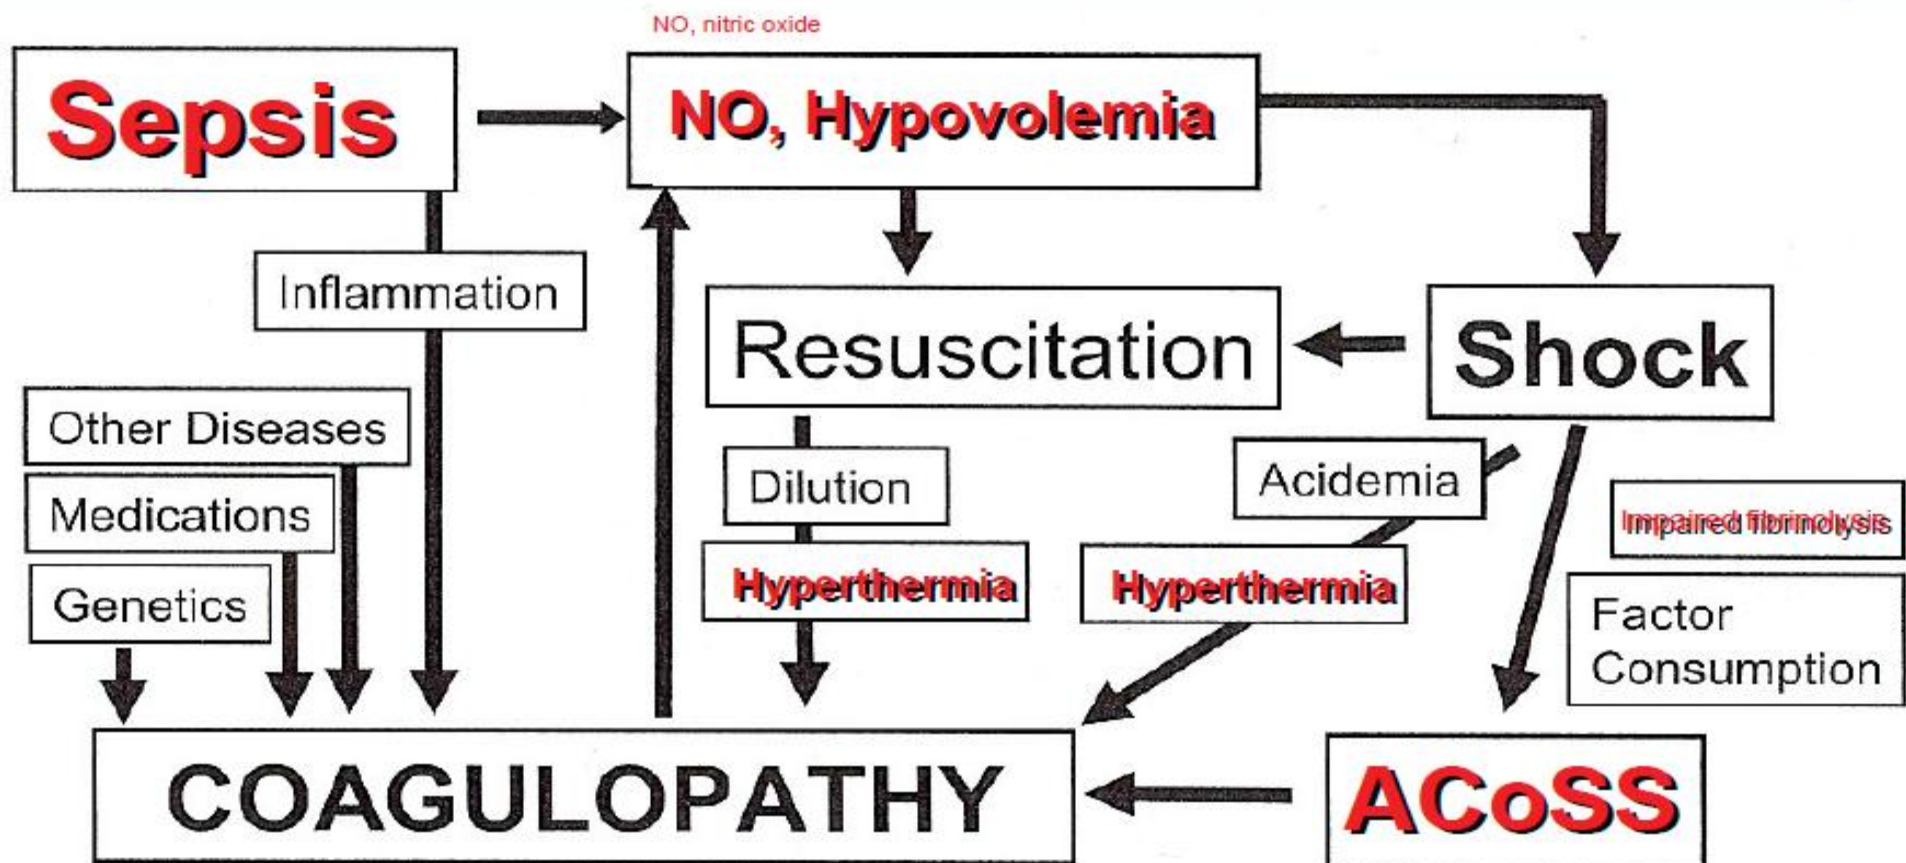 NO, nitric oxide
Sepsis
NO, Hypovolemia
Inflammation
Resuscitation
Shock
Other Diseases
Medications
Genetics
Dilution
Hyperthermia
Acidemia
Hyperthermia
Impaired fibrinolysis
Factor
Consumption
COAGULOPATHY
ACoSS